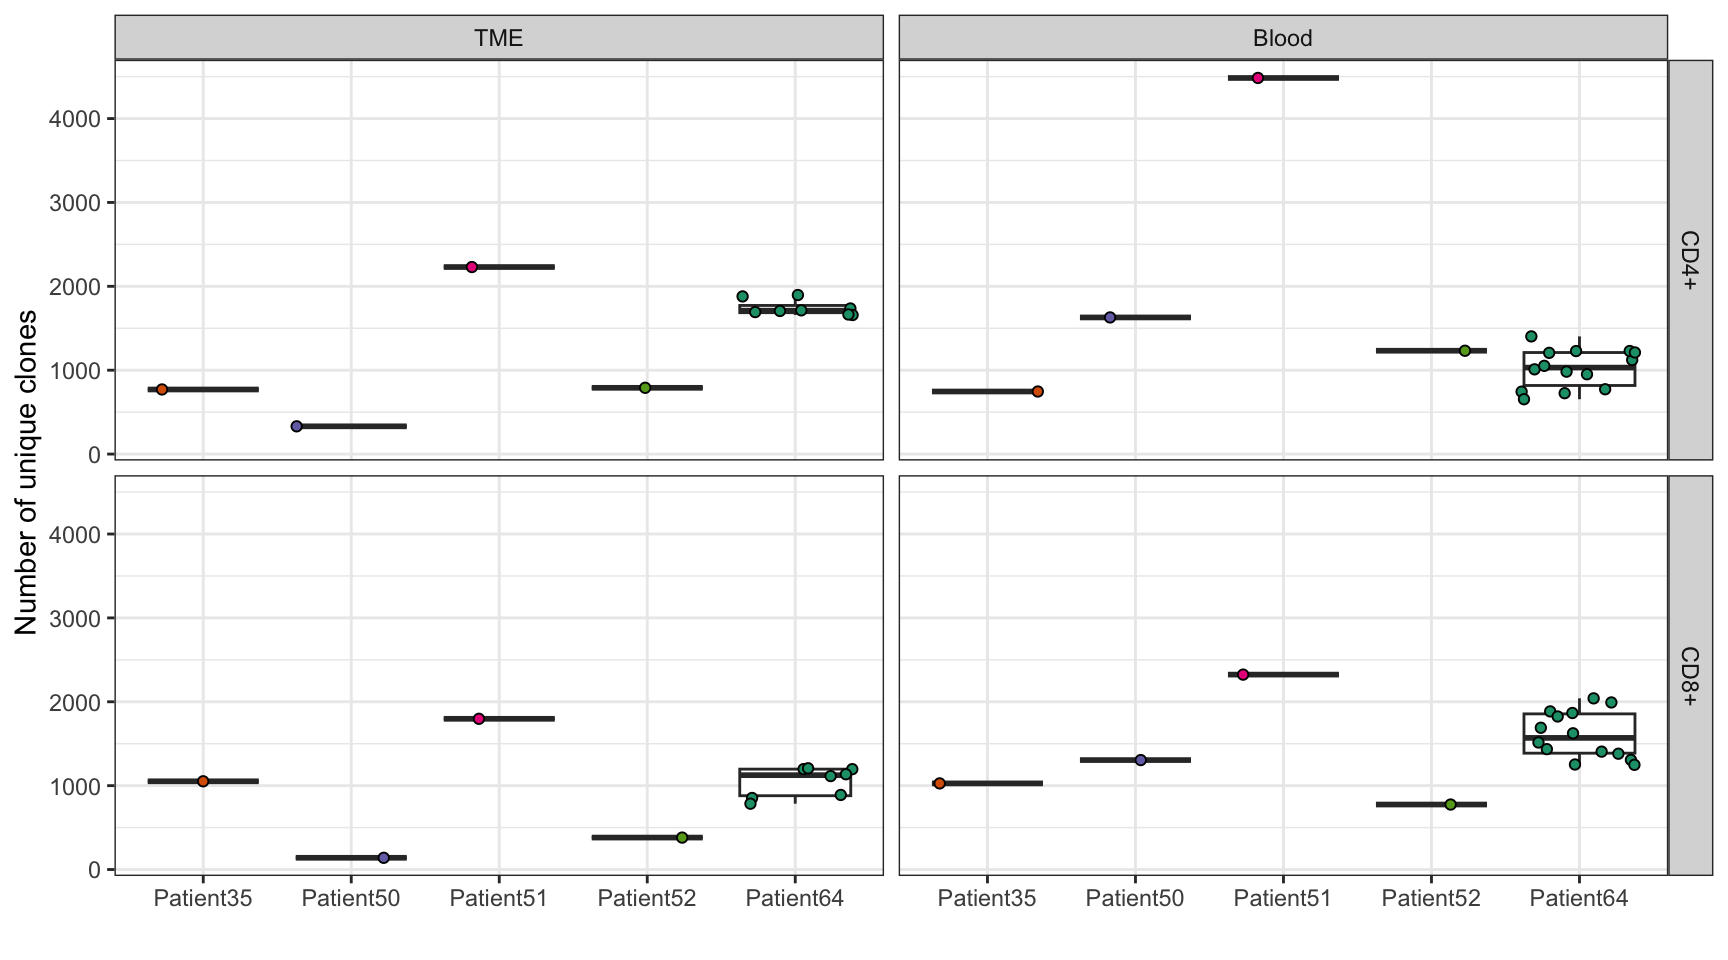 TME
Blood
Number of unique clones
4000
3000
2000
1000
0
CD4+
4000
3000
2000
1000
0
CD8+
Patient35 Patient50 Patient51 Patient52 Patient64
Patient35 Patient50 Patient51 Patient52 Patient64